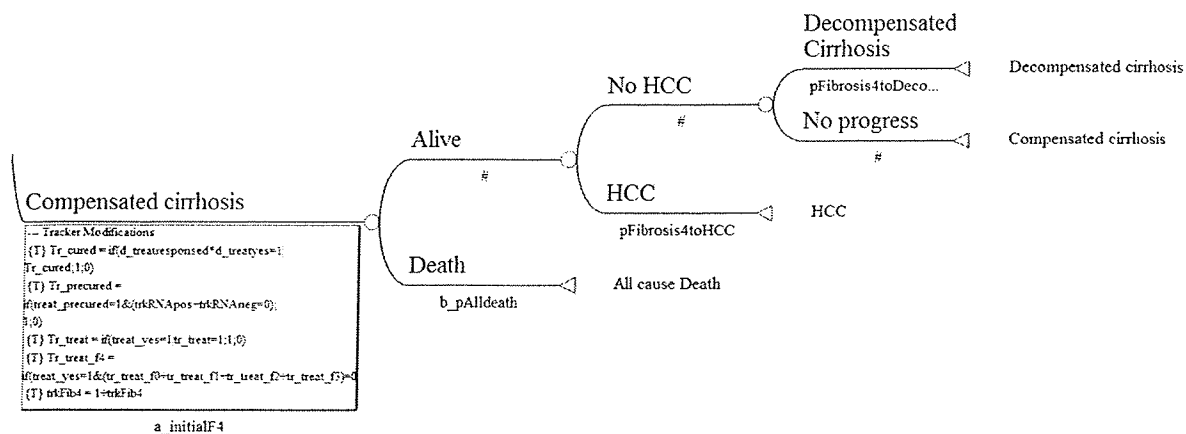 Decompensated
Cirrhosis
Decompensated cirrhosis
pFibrosis4toDeco...
No HCC
#
No progress
Compensated cirrhosis
#
Alive
#
HCC
HCC
pFibrosis4toHCC
Compensated cirrhosis
--- Tracker Modifications
{T} Tr_cured = if(d_treatresponsed*d_treatyes=1
Tr_cured;1;0)
{T} Tr_precured =
if(treat_precured=1&(trkRNApos+trkRNAneg=0);
1;0)
{T} Tr_treat = if(treat_yes=1 tr_treat=1;1;0)
{T} Tr_treat_f4 =
if(treat_yes=1&(tr_treat_f0+tr_treat_f1+tr_treat_f2+tr_treat_f3)=0
{T} trkFib4 = 1+trkFib4
a_initialF4
Death
All cause Death
b_pAlldeath